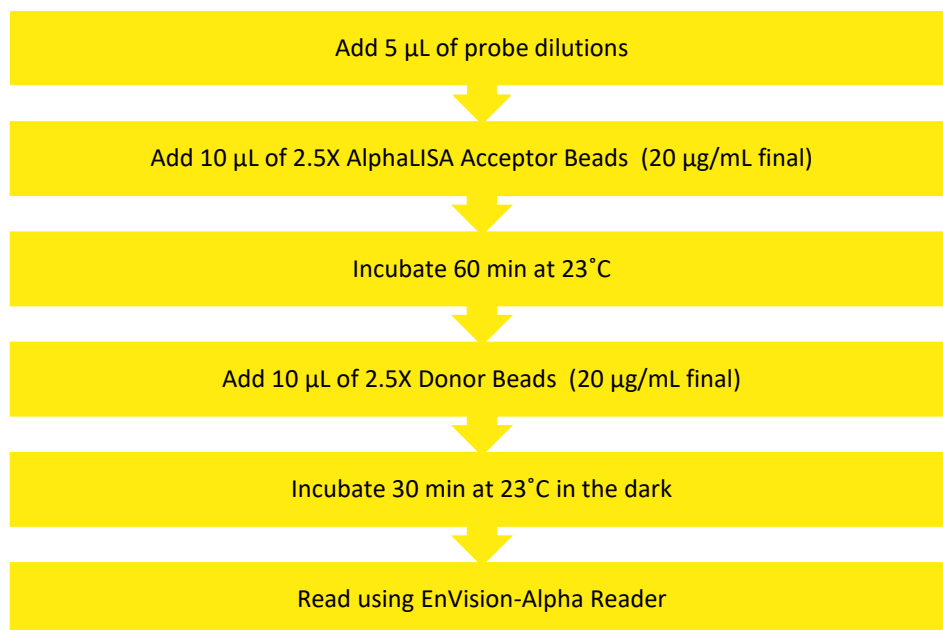 Add 5 µL of probe dilutions
Add 10 µL of 2.5X AlphaLISA Acceptor Beads  (20 µg/mL final)
Incubate 60 min at 23˚C
Add 10 µL of 2.5X Donor Beads  (20 µg/mL final)
Incubate 30 min at 23˚C in the dark
Read using EnVision-Alpha Reader